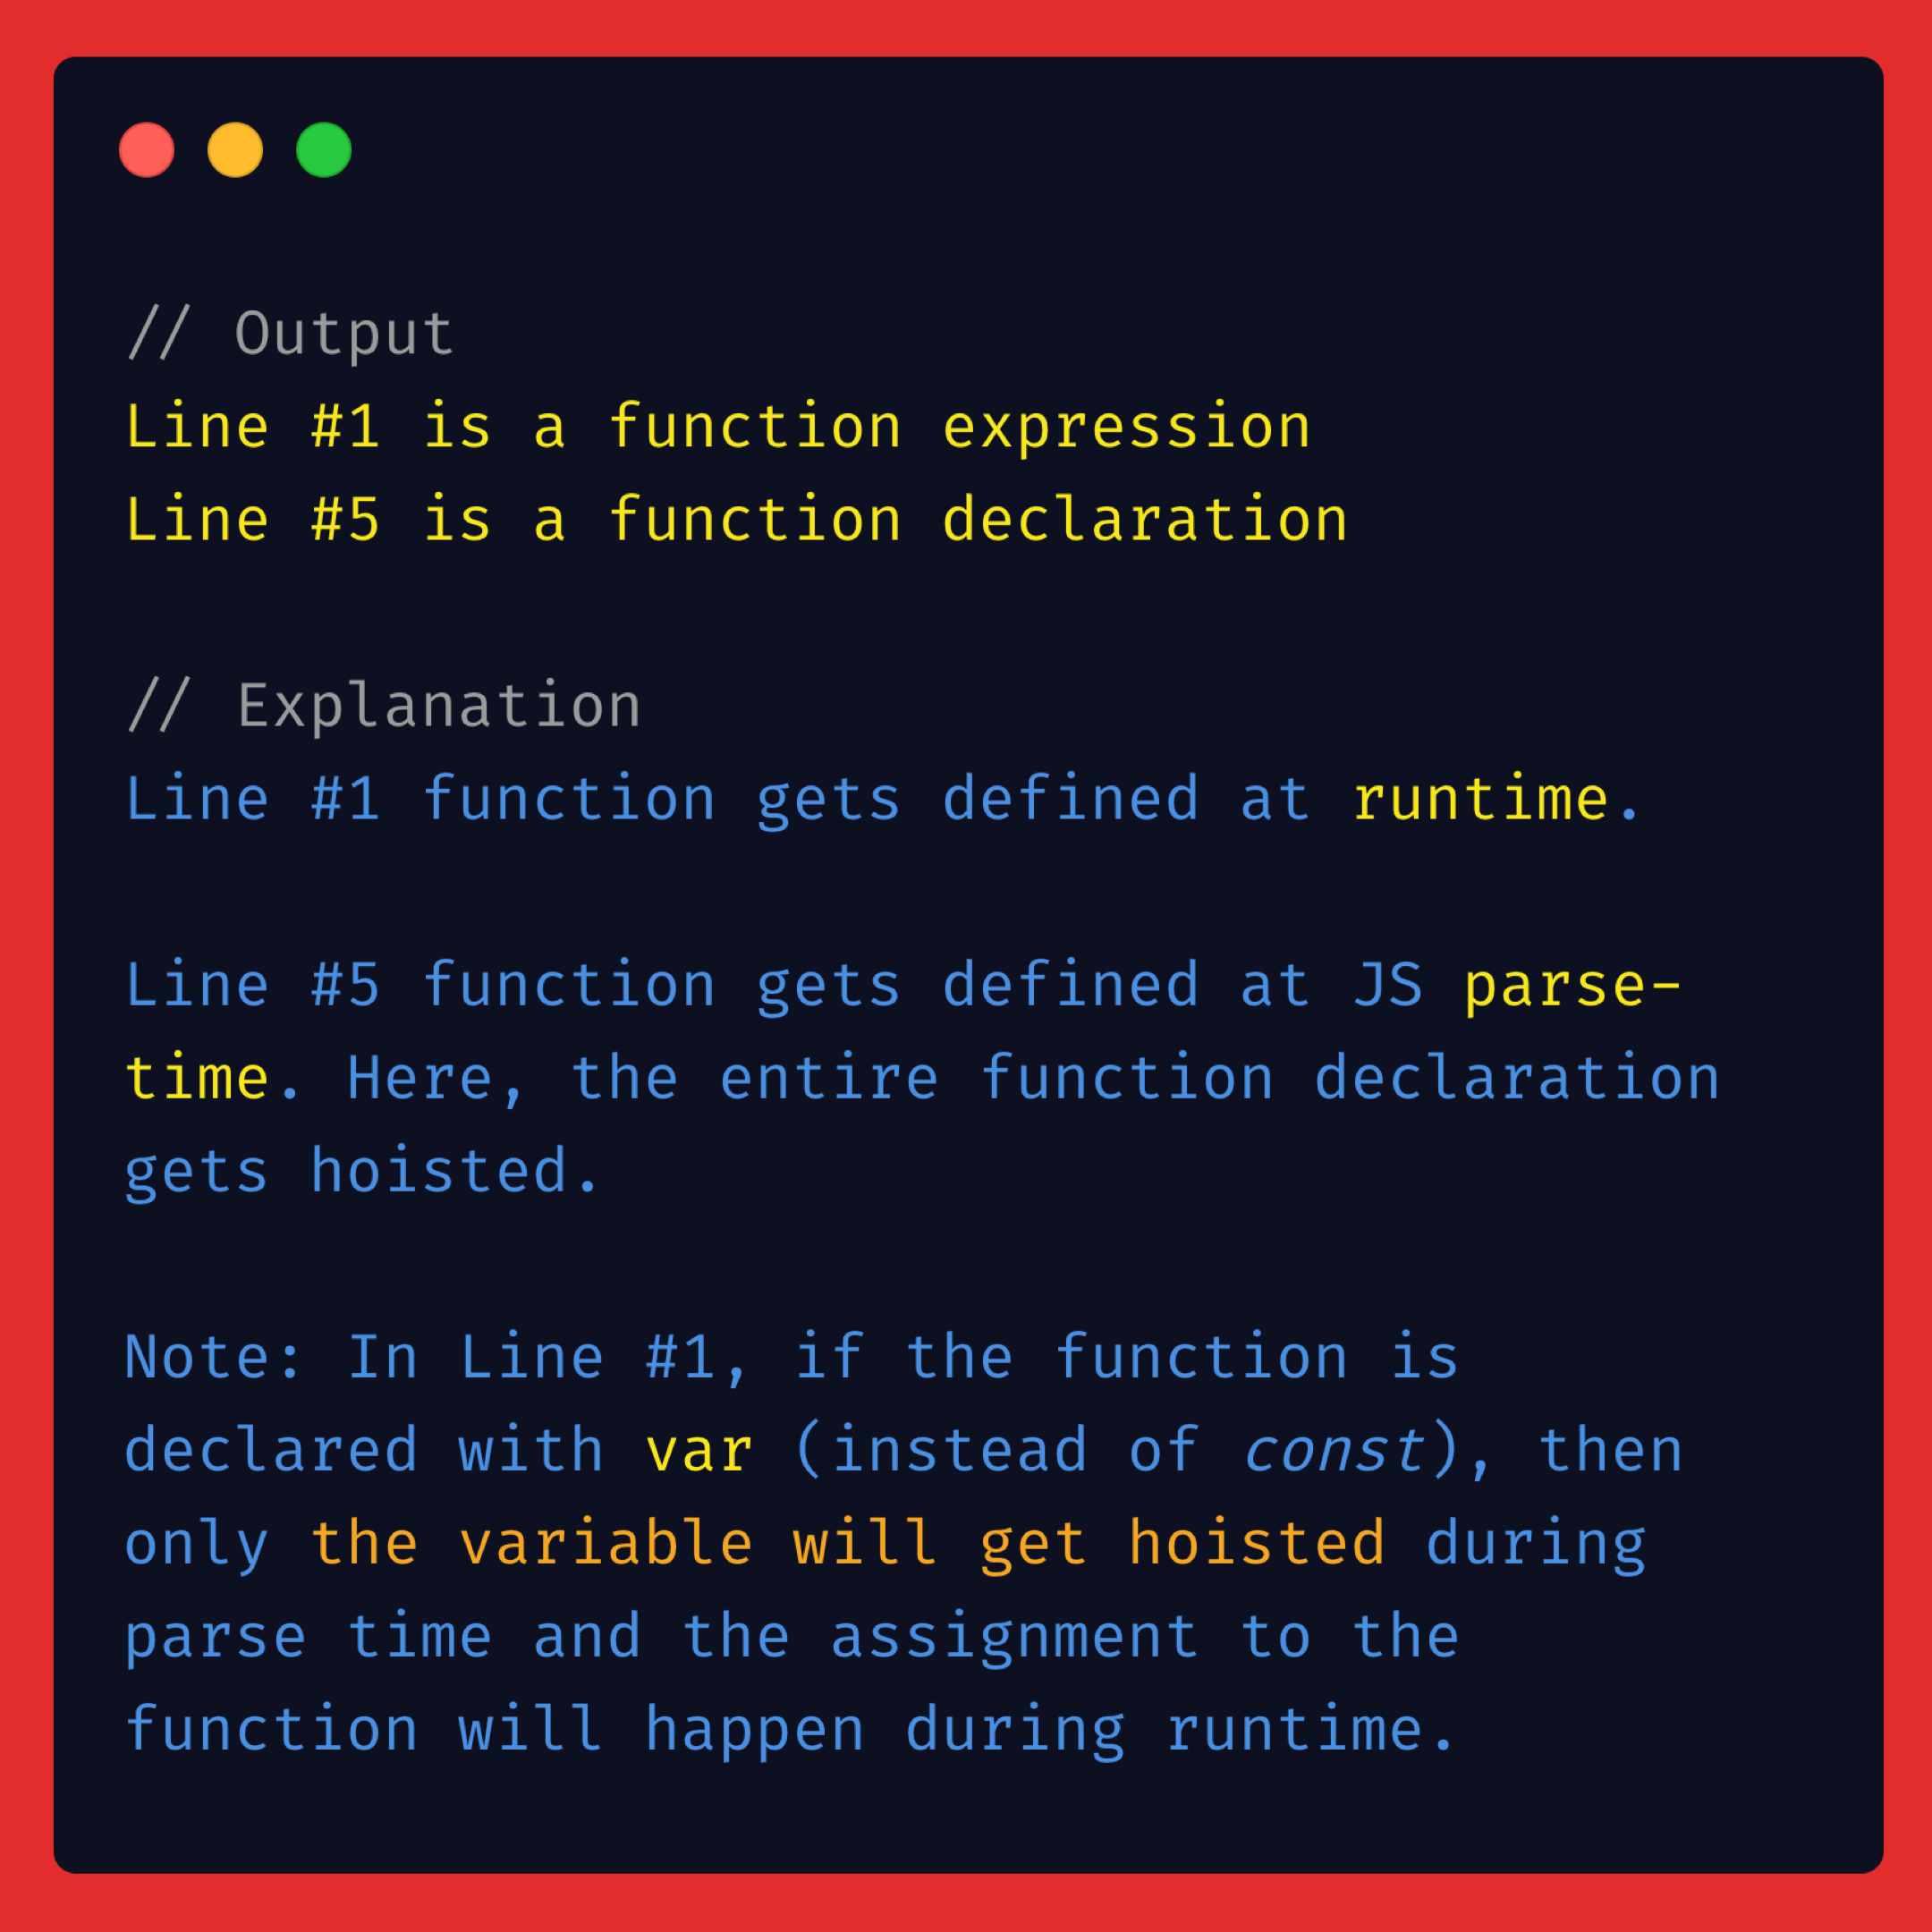 // Output
Line #1 is a function expression
Line #5 is a function declaration
// Explanation
Line #1 function gets defined at runtime.
Line #5 function gets defined at JS parse-
time. Here, the entire function declaration
gets hoisted.
Note: In Line #1, if the function is
declared with var (instead of const), then
only the variable will get hoisted during
parse time and the assignment to the
function will happen during runtime.